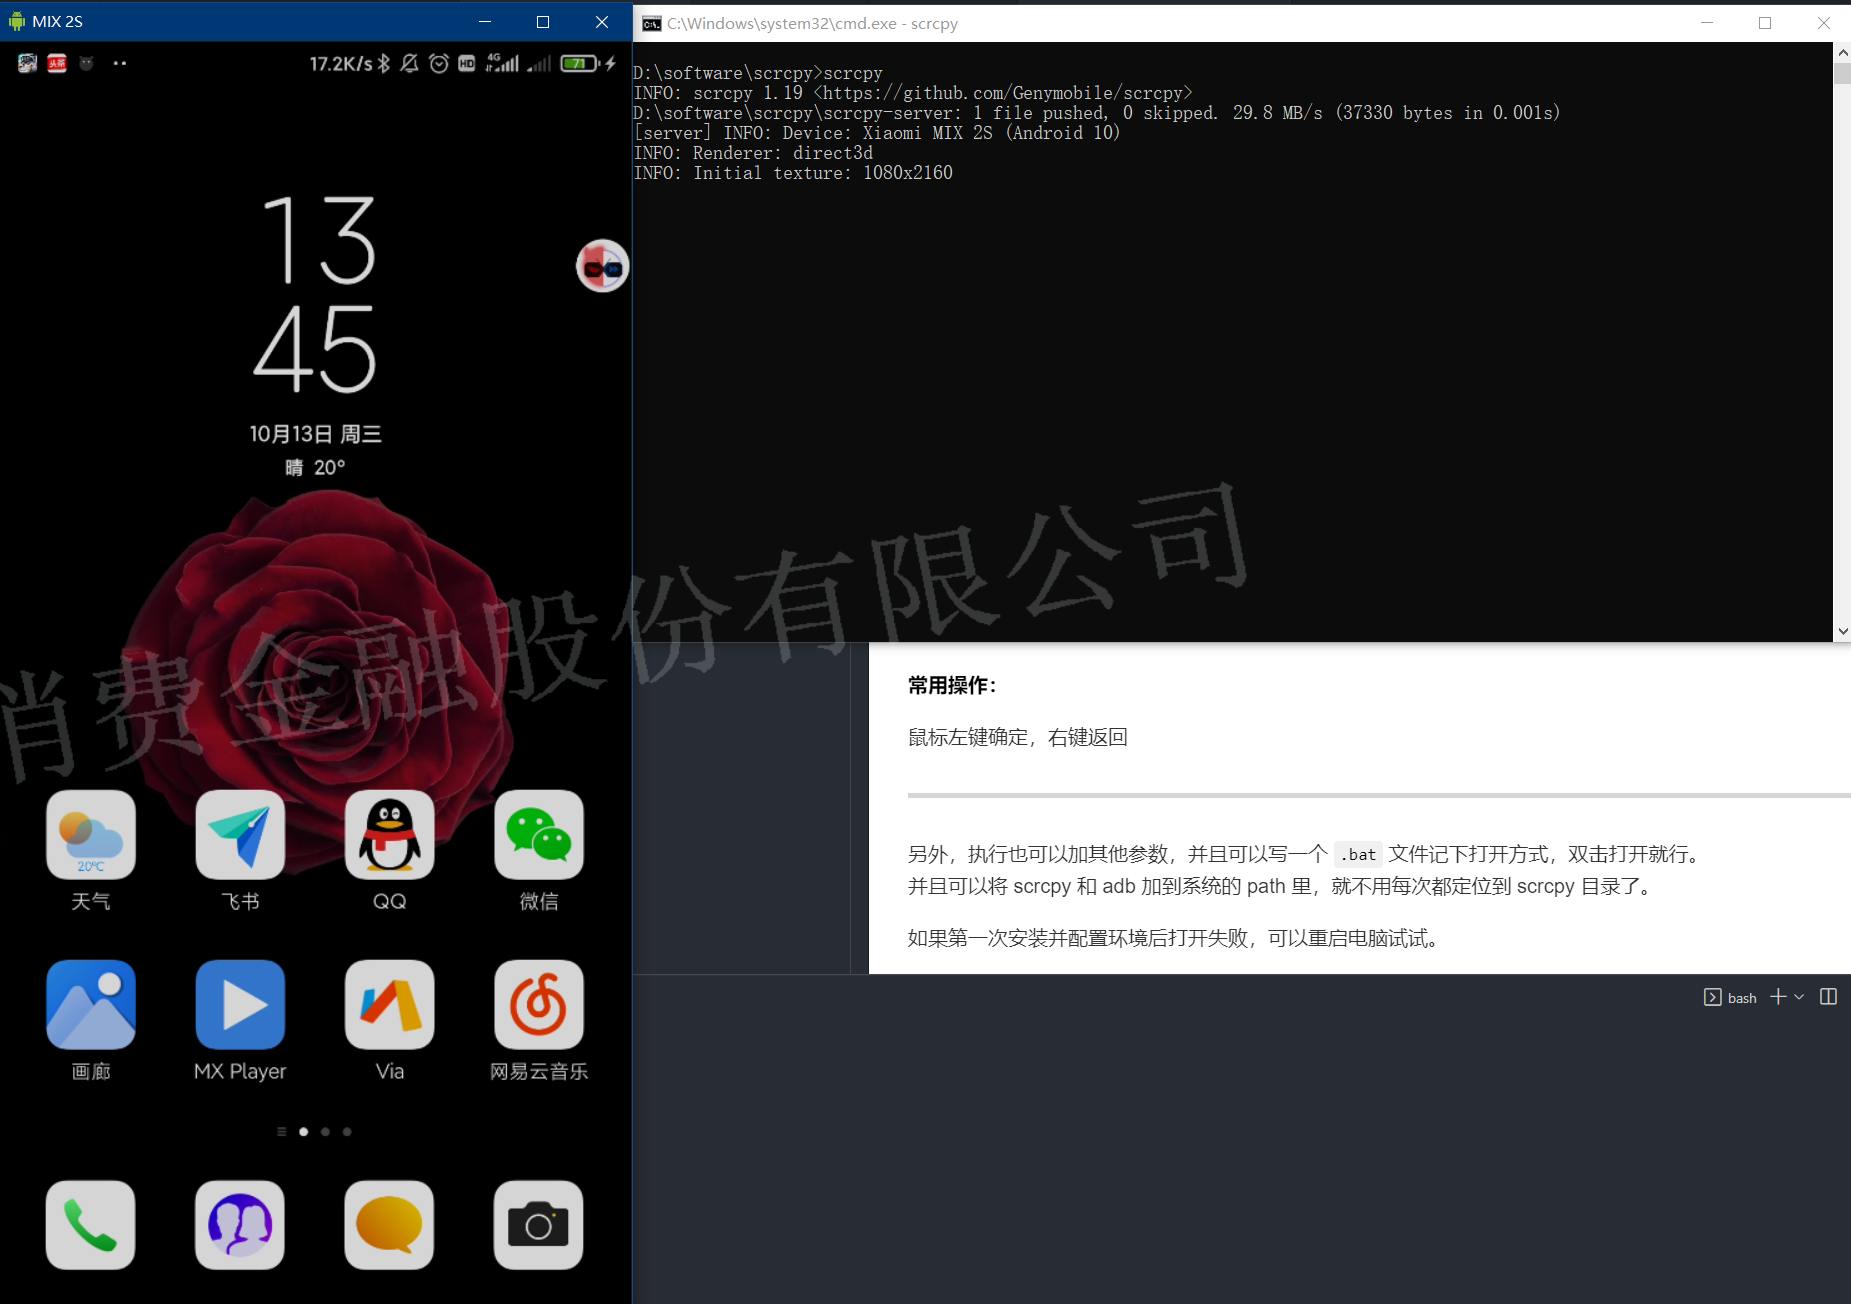 MIX 2S
头条
17.2K/s
HD
4G
71
13
45
10月13日 周三
晴 20°
20°C
天气
飞书
QQ
微信
画廊
MX Player
Via
网易云音乐
C:\Windows\system32\cmd.exe - scrcpy
D:\software\scrcpy>scrcpy
INFO: scrcpy 1.19 <https://github.com/Genymobile/scrcpy>
D:\software\scrcpy\scrcpy-server: 1 file pushed, 0 skipped. 29.8 MB/s (37330 bytes in 0.001s)
[server] INFO: Device: Xiaomi MIX 2S (Android 10)
INFO: Renderer: direct3d
INFO: Initial texture: 1080x2160
消费金融股份有限公司
常用操作：
鼠标左键确定，右键返回
另外，执行也可以加其他参数，并且可以写一个 .bat 文件记下打开方式，双击打开就行。
并且可以将 scrcpy 和 adb 加到系统的 path 里，就不用每次都定位到 scrcpy 目录了。
如果第一次安装并配置环境后打开失败，可以重启电脑试试。
bash